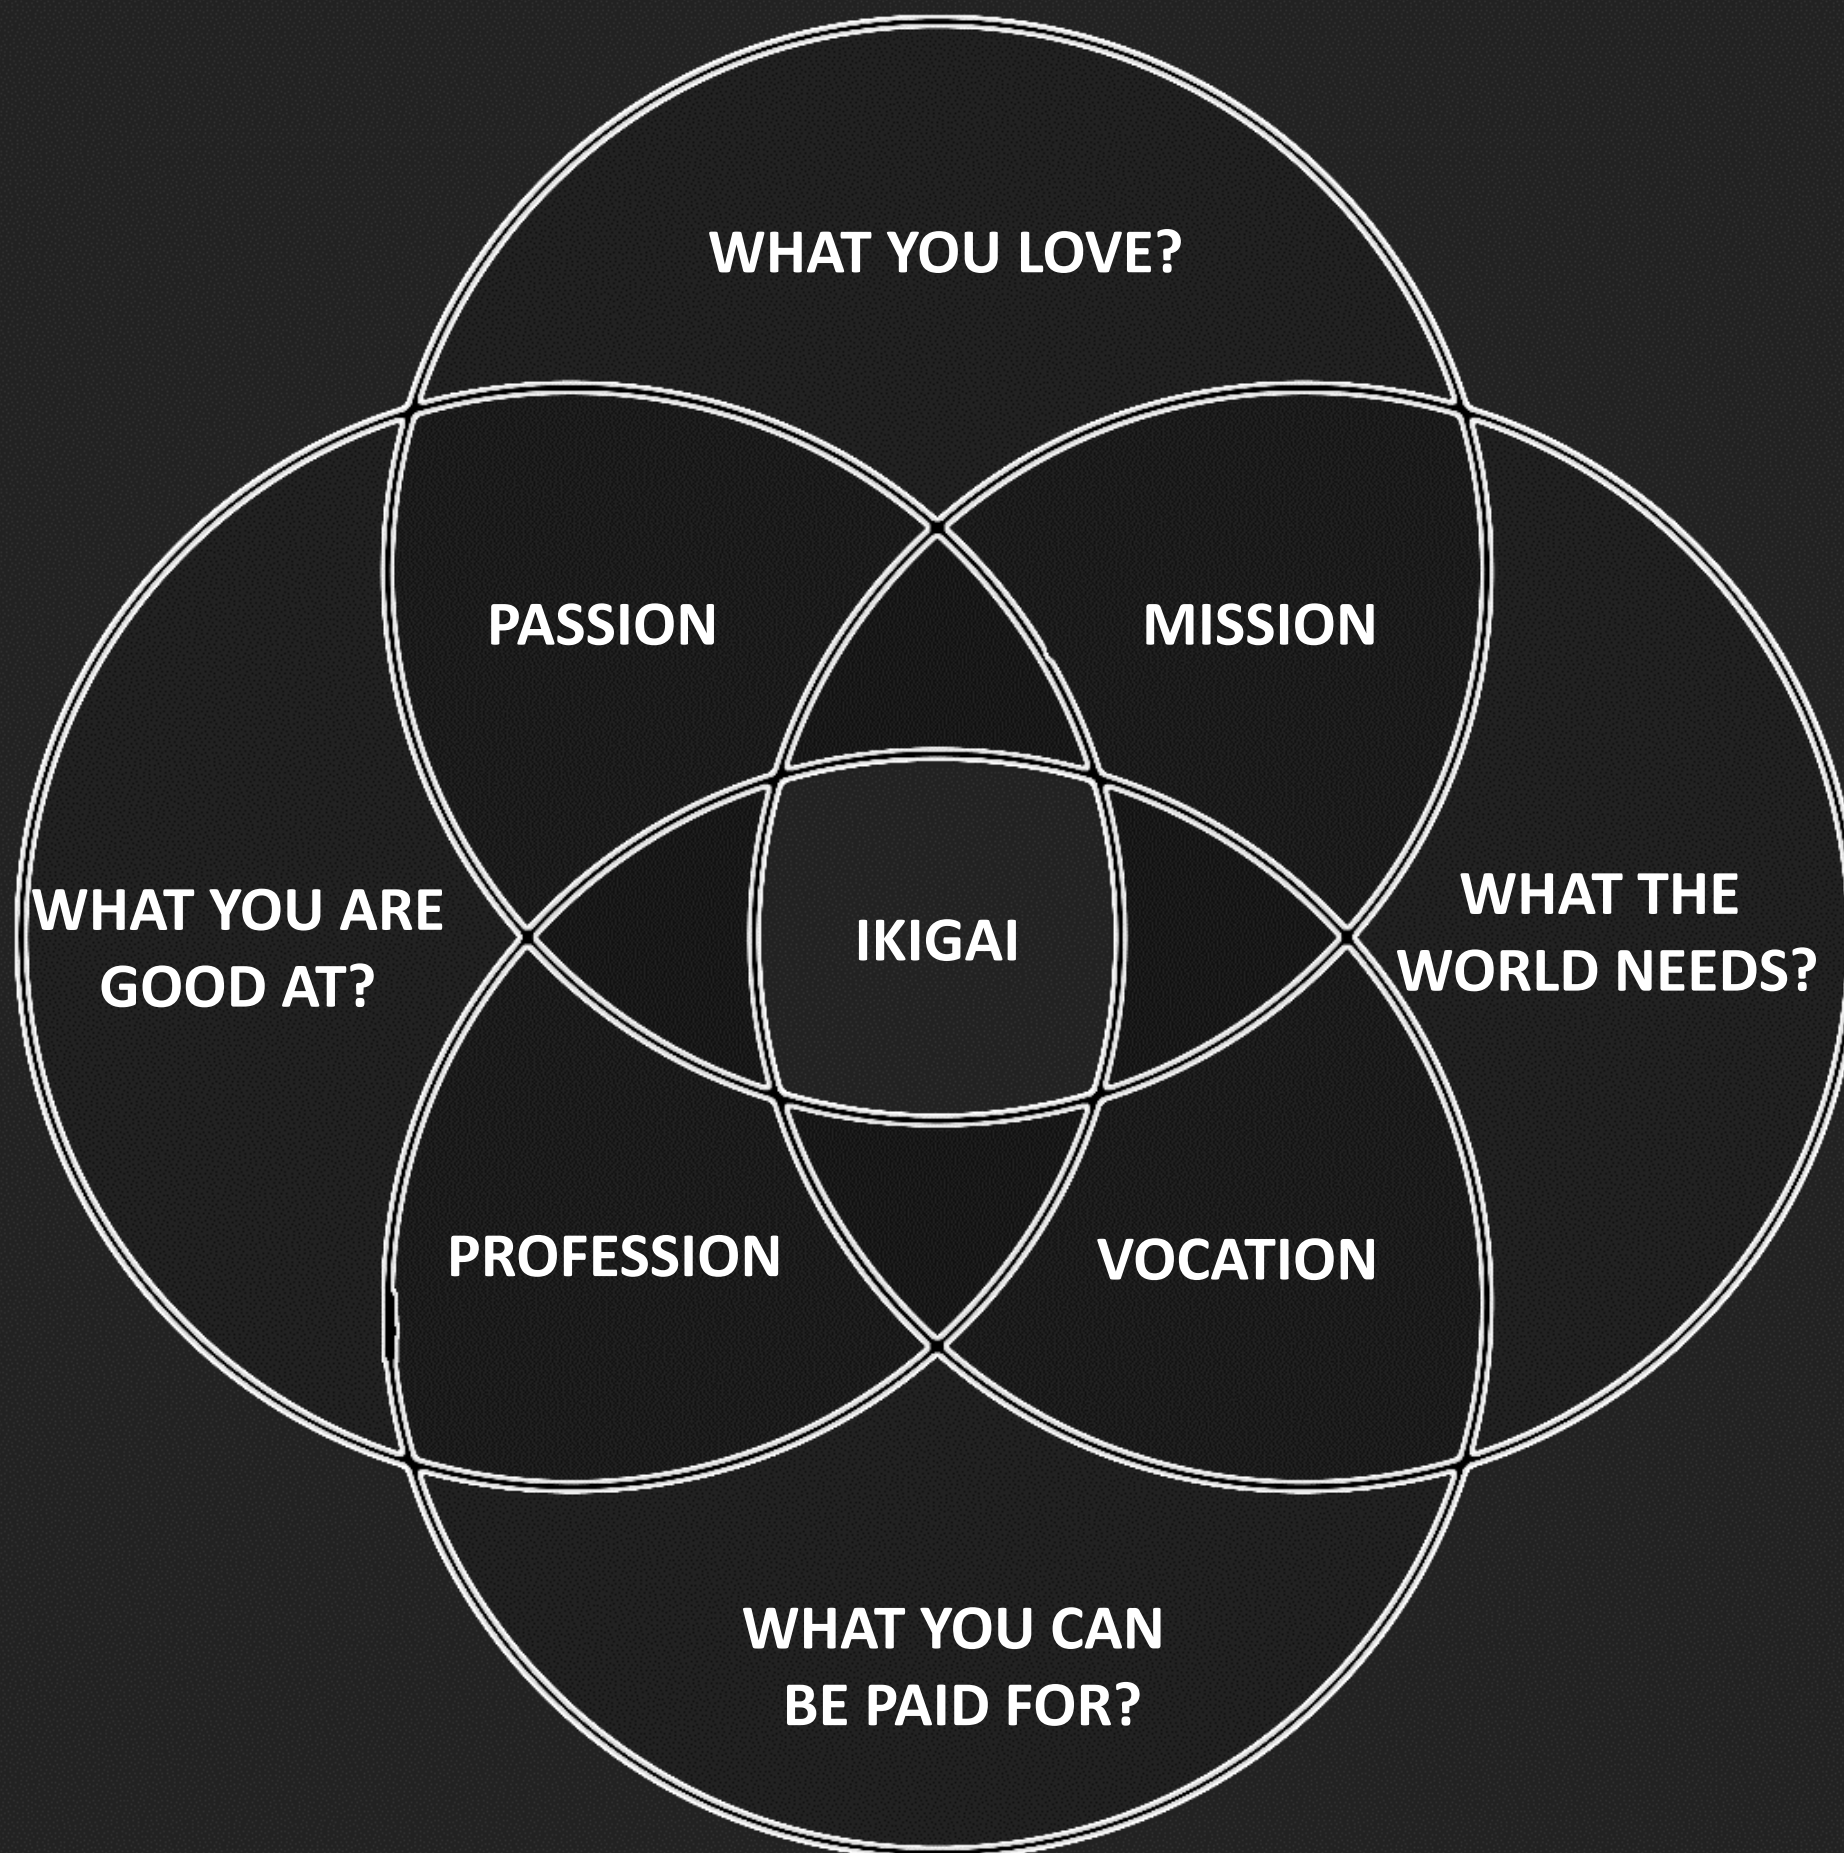 WHAT YOU LOVE?
PASSION
MISSION
WHAT YOU ARE
GOOD AT?
IKIGAI
WHAT THE
WORLD NEEDS?
PROFESSION
VOCATION
WHAT YOU CAN
BE PAID FOR?